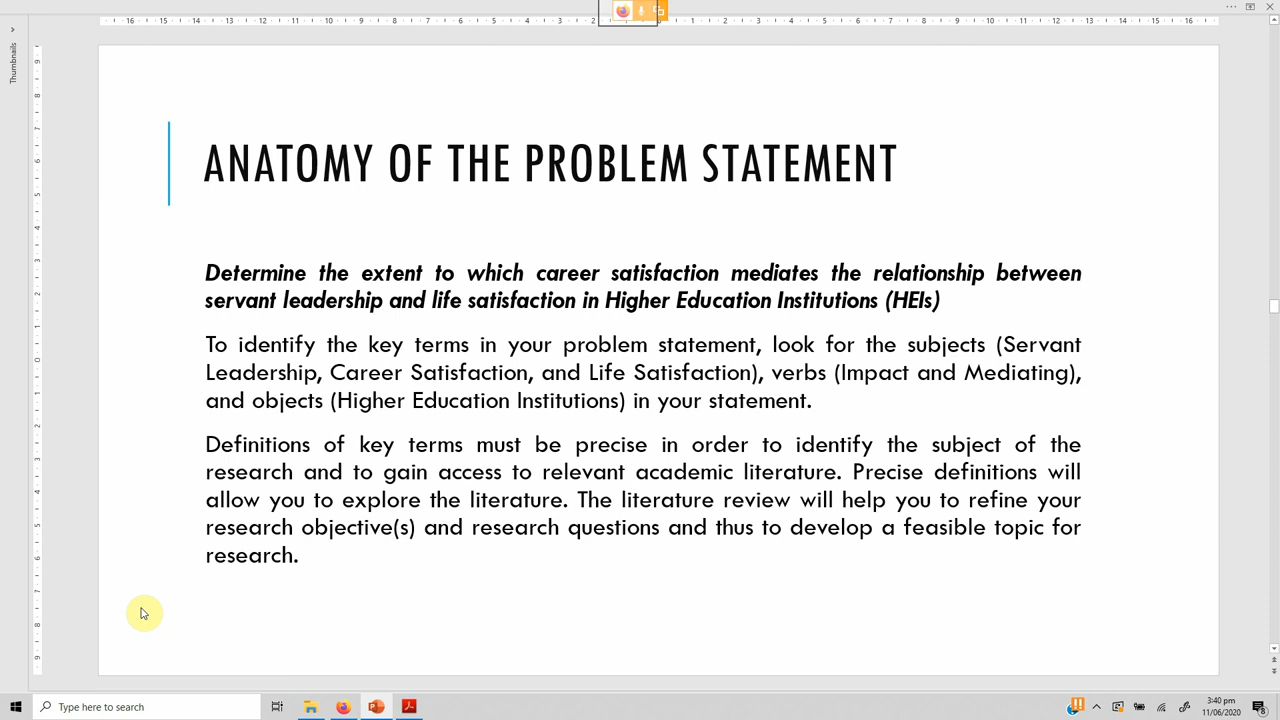 Thumbnails
ANATOMY OF THE PROBLEM STATEMENT
Determine the extent to which career satisfaction mediates the relationship between
servant leadership and life satisfaction in Higher Education Institutions (HEIs)
To identify the key terms in your problem statement, look for the subjects (Servant
Leadership, Career Satisfaction, and Life Satisfaction), verbs (Impact and Mediating),
and objects (Higher Education Institutions) in your statement.
Definitions of key terms must be precise in order to identify the subject of the
research and to gain access to relevant academic literature. Precise definitions will
allow you to explore the literature. The literature review will help you to refine your
research objective(s) and research questions and thus to develop a feasible topic for
research.
Type here to search
3:40 pm
11/06/2020